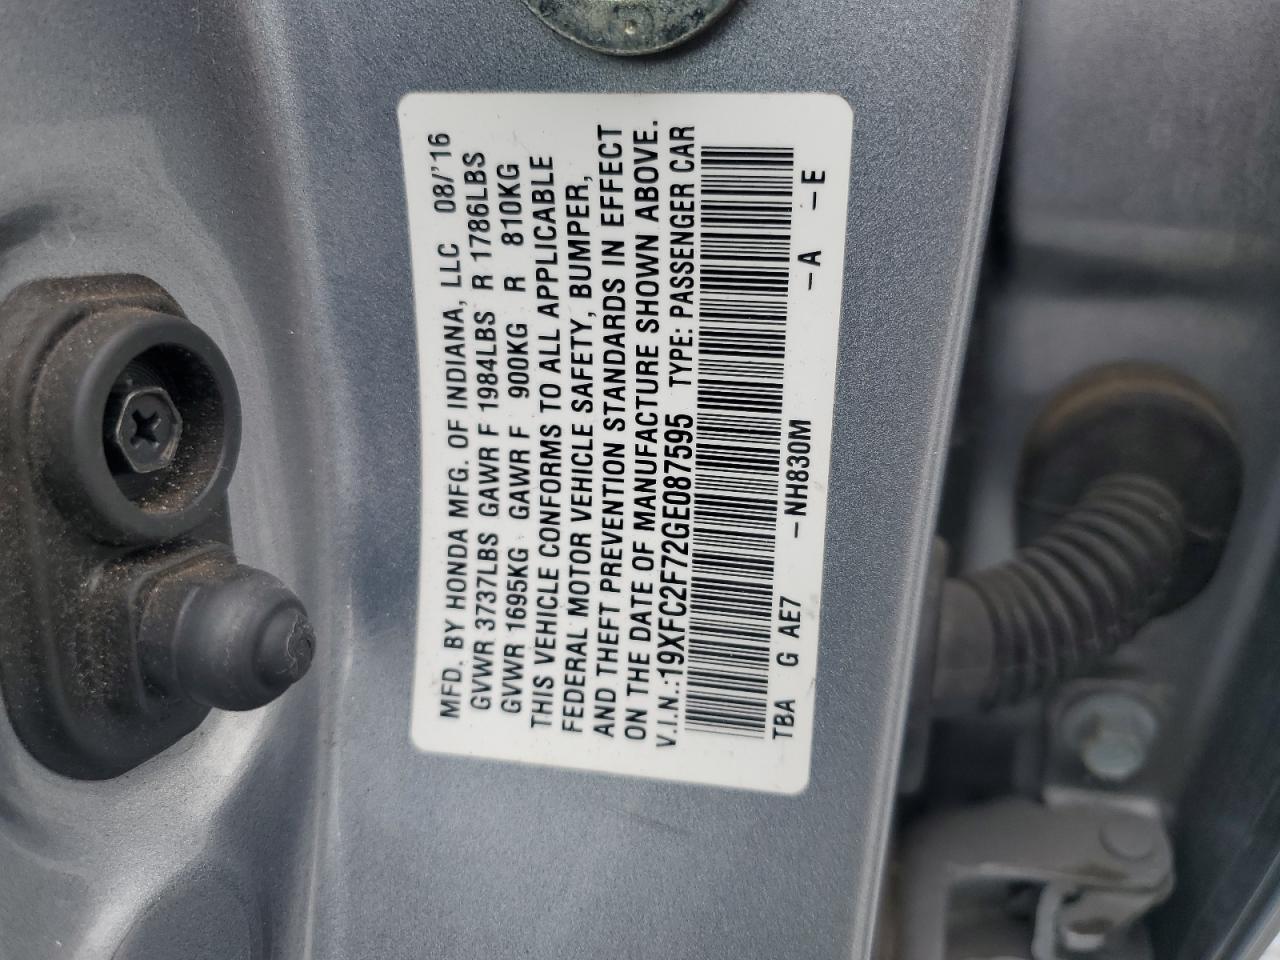 MFD. BY HONDA MFG. OF INDIANA, LLC 08/'16
GVWR 3737LBS GAWR F 1984LBS R 1786LBS
GVWR 1695KG GAWR F 900KG R 810KG
THIS VEHICLE CONFORMS TO ALL APPLICABLE
FEDERAL MOTOR VEHICLE SAFETY, BUMPER,
AND THEFT PREVENTION STANDARDS IN EFFECT
ON THE DATE OF MANUFACTURE SHOWN ABOVE.
V.I.N.:19XFC2F72GE087595 TYPE: PASSENGER CAR
TBA G AE7 -NH830M -A -E